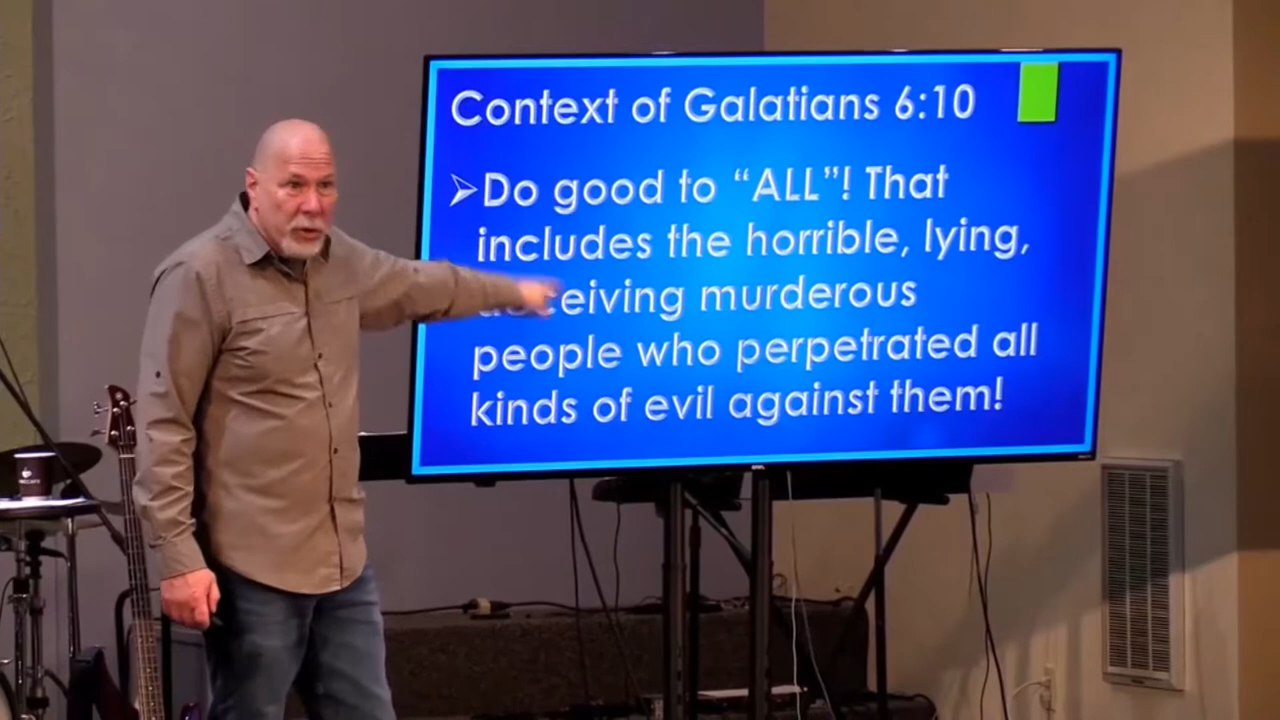 Context of Galatians 6:10
➢Do good to “ALL”! That
includes the horrible, lying,
murderous
people who perpetrated all
kinds of evil against them!